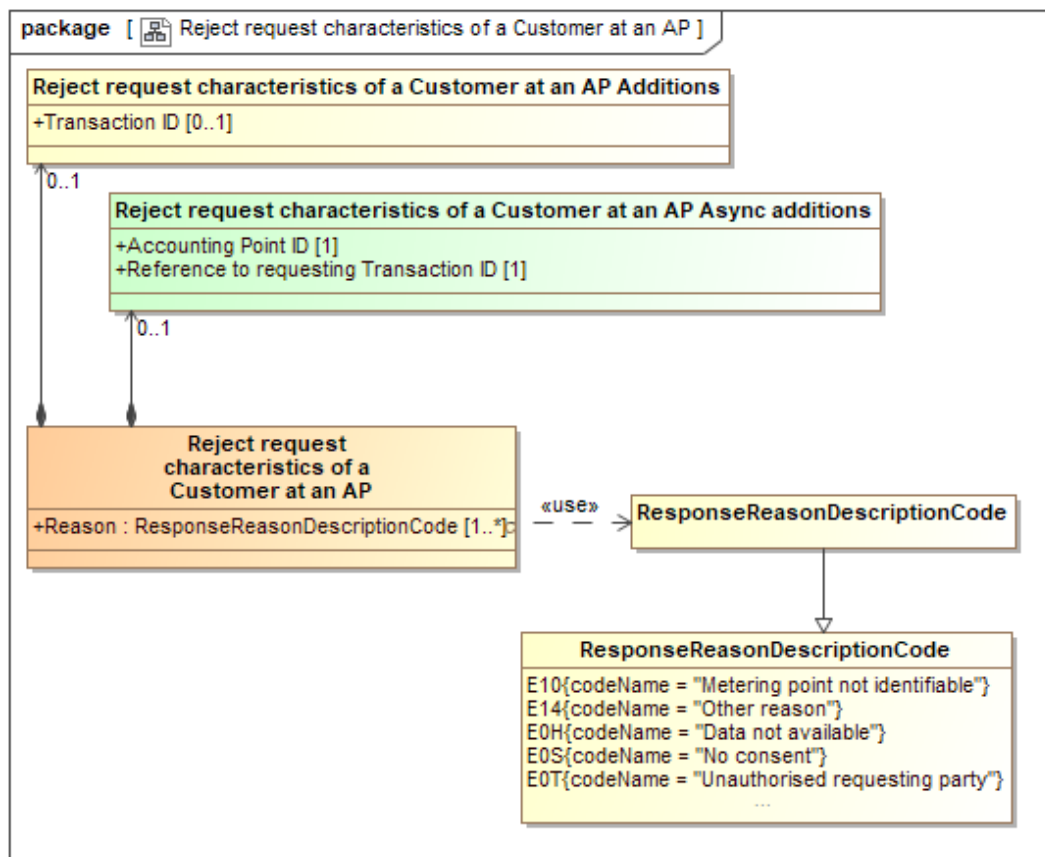 package [ Reject request characteristics of a Customer at an AP ]
Reject request characteristics of a Customer at an AP Additions
+Transaction ID [0..1]
0..1
Reject request characteristics of a Customer at an AP Async additions
+Accounting Point ID [1]
+Reference to requesting Transaction ID [1]
0..1
Reject request
characteristics of a
Customer at an AP
+Reason : ResponseReasonDescriptionCode [1..*]
«use»
ResponseReasonDescriptionCode
ResponseReasonDescriptionCode
E10{codeName = "Metering point not identifiable"}
E14{codeName = "Other reason"}
E0H{codeName = "Data not available"}
E0S{codeName = "No consent"}
E0T{codeName = "Unauthorised requesting party"}
...